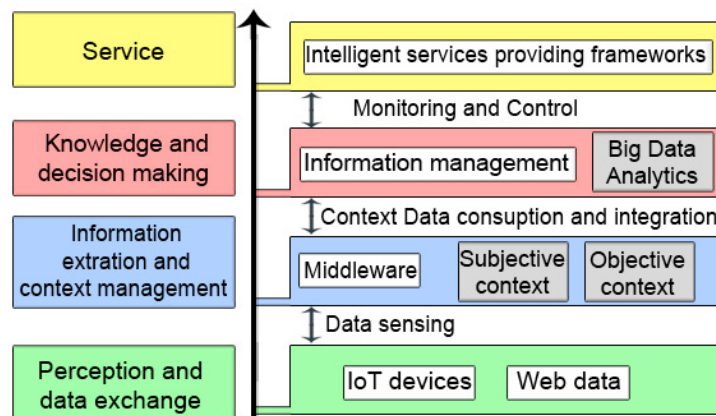 Service
Intelligent services providing frameworks
Monitoring and Control
Knowledge and
decision making
Information management
Big Data
Analytics
Context Data consuption and integration
Information
extration and
context management
Middleware
Subjective
context
Objective
context
Data sensing
Perception and
data exchange
IoT devices
Web data